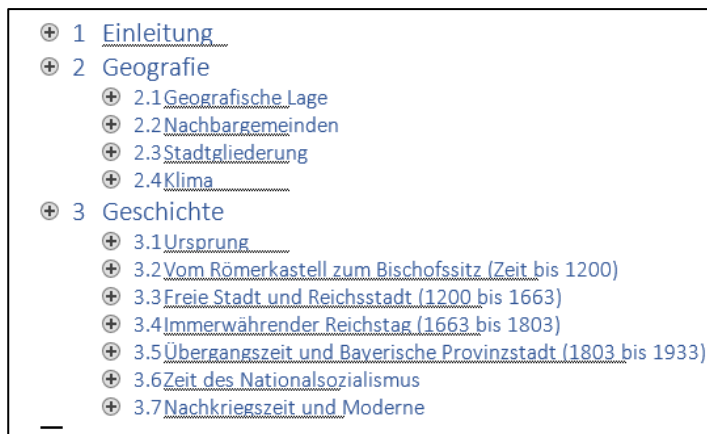 1 Einleitung
2 Geografie
2.1 Geografische Lage
2.2 Nachbargemeinden
2.3 Stadtgliederung
2.4 Klima
3 Geschichte
3.1 Ursprung
3.2 Vom Römerkastell zum Bischofssitz (Zeit bis 1200)
3.3 Freie Stadt und Reichsstadt (1200 bis 1663)
3.4 Immerwährender Reichstag (1663 bis 1803)
3.5 Übergangszeit und Bayerische Provinzstadt (1803 bis 1933)
3.6 Zeit des Nationalsozialismus
3.7 Nachkriegszeit und Moderne